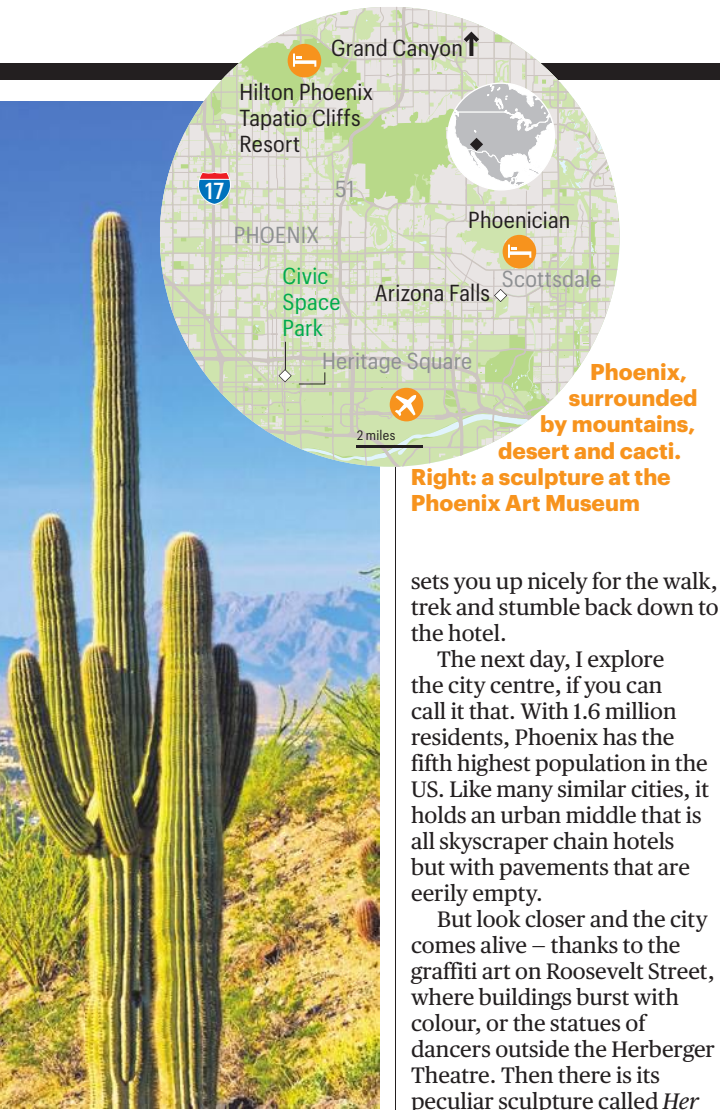 Grand Canyon
Hilton Phoenix
Tapatio Cliffs
Resort
17
51
PHOENIX
Phoenician
Scottsdale
Arizona Falls
Civic
Space
Park
Heritage Square
2 miles
Phoenix,
surrounded
by mountains,
desert and cacti.
Right: a sculpture at the
Phoenix Art Museum
sets you up nicely for the walk,
trek and stumble back down to
the hotel.
The next day, I explore
the city centre, if you can
call it that. With 1.6 million
residents, Phoenix has the
fifth highest population in the
US. Like many similar cities, it
holds an urban middle that is
all skyscraper chain hotels
but with pavements that are
eerily empty.
But look closer and the city
comes alive – thanks to the
graffiti art on Roosevelt Street,
where buildings burst with
colour, or the statues of
dancers outside the Herberger
Theatre. Then there is its
peculiar sculpture called Her